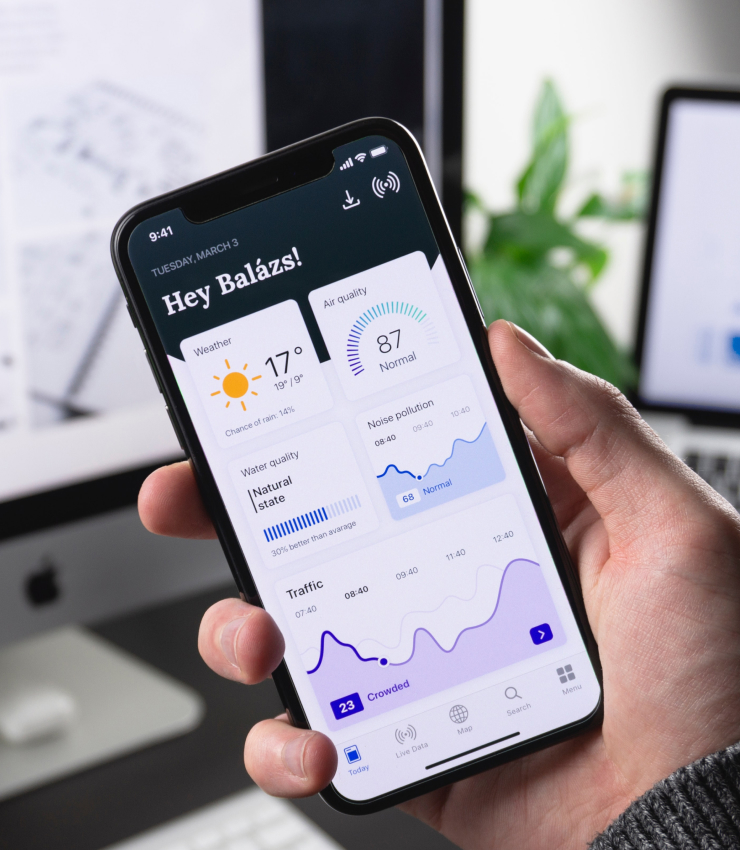 9:41
TUESDAY, MARCH 3
Hey Balázs!
Weather
17°
19° / 9°
Chance of rain: 14%
Air quality
87
Normal
Water quality
Natural
state
30% better than avarage
Noise pollution
08:40 09:40 10:40
68 Normal
Traffic
07:40 08:40 09:40 11:40 12:40
23 Crowded
Today Live Data Map Search Menu